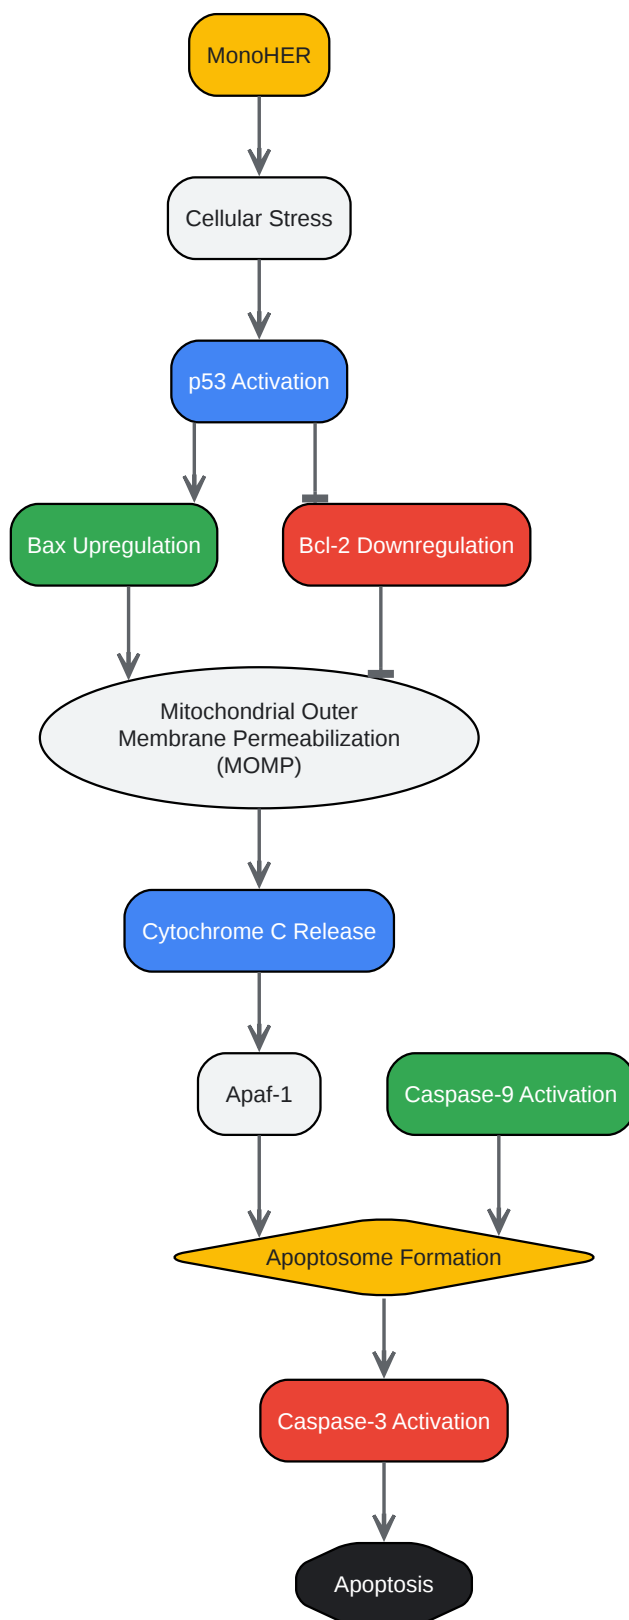 MonoHER
Cellular Stress
p53 Activation
Bax Upregulation
Bcl-2 Downregulation
Mitochondrial Outer
Membrane Permeabilization
(MOMP)
Cytochrome C Release
Apaf-1
Caspase-9 Activation
Apoptosome Formation
Caspase-3 Activation
Apoptosis